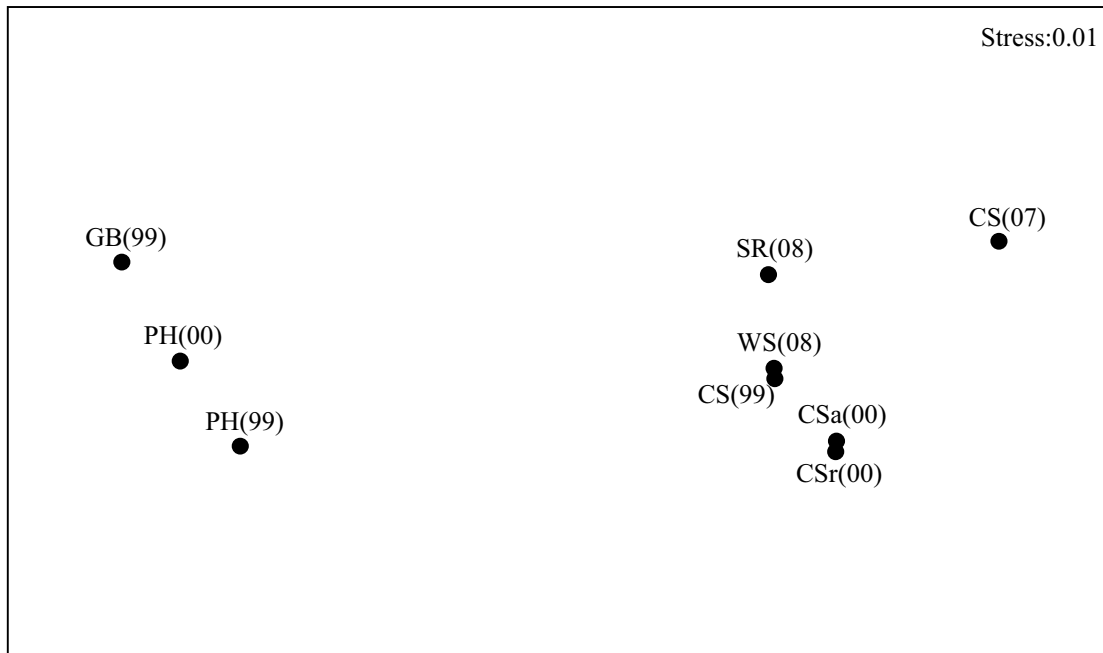 Stress:0.01
CS(07)
GB(99)
SR(08)
PH(00)
WS(08)
CS(99)
PH(99)
CSa(00)
CSr(00)